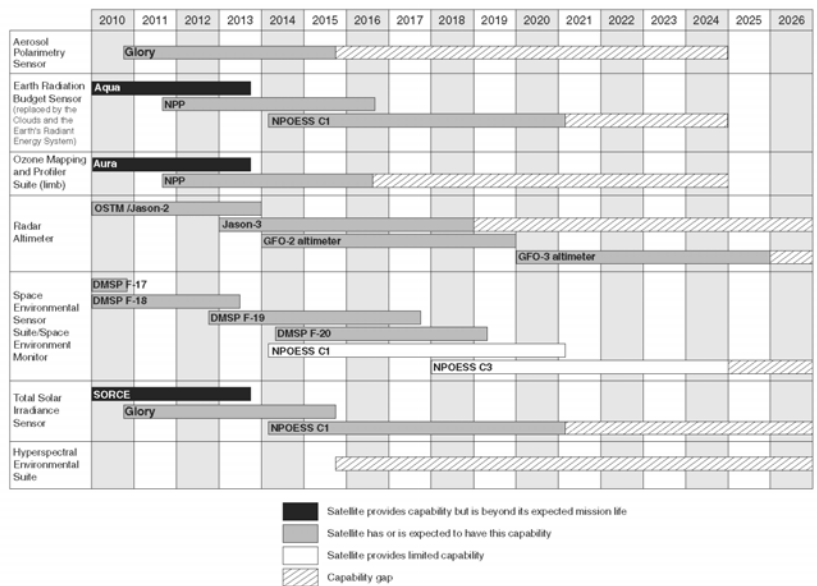 2010 2011 2012 2013 2014 2015 2016 2017 2018 2019 2020 2021 2022 2023 2024 2025 2026
Aerosol
Polarimetry
Sensor
Glory
Earth Radiation
Budget Sensor
(replaced by the
Clouds and the
Earth's Radiant
Energy System)
Aqua
NPP
NPOESS C1
Ozone Mapping
and Profiler
Suite (limb)
Aura
NPP
Radar
Altimeter
OSTM /Jason-2
Jason-3
GFO-2 altimeter
GFO-3 altimeter
Space
Environmental
Sensor
Suite/Space
Environment
Monitor
DMSP F-17
DMSP F-18
DMSP F-19
DMSP F-20
NPOESS C1
NPOESS C3
Total Solar
Irradiance
Sensor
SORCE
Glory
NPOESS C1
Hyperspectral
Environmental
Suite
Satellite provides capability but is beyond its expected mission life
Satellite has or is expected to have this capability
Satellite provides limited capability
Capability gap